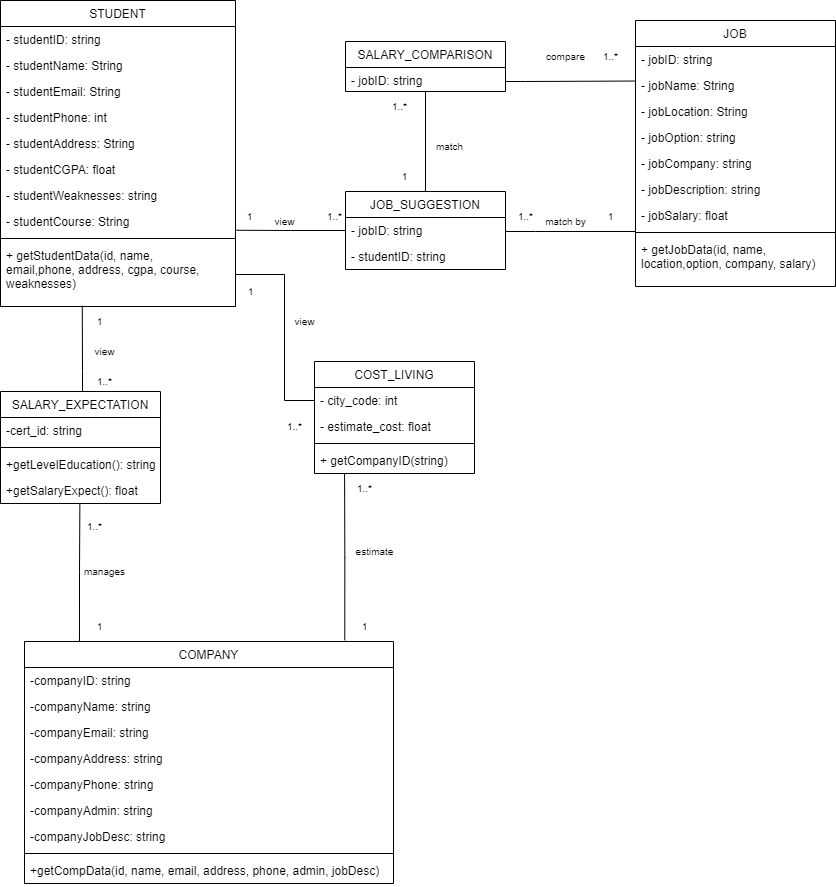 STUDENT
- studentID: string
- studentName: String
- studentEmail: String
- studentPhone: int
- studentAddress: String
- studentCGPA: float
- studentWeaknesses: string
- studentCourse: String
+ getStudentData(id, name,
email,phone, address, cgpa, course,
weaknesses)
SALARY_COMPARISON
- jobID: string
compare
1..*
JOB
- jobID: string
- jobName: String
- jobLocation: String
- jobOption: string
- jobCompany: string
- jobDescription: string
- jobSalary: float
+ getJobData(id, name,
location,option, company, salary)
1..*
match
1
1
view
1..*
JOB_SUGGESTION
- jobID: string
- studentID: string
1..*
match by
1
1
view
1..*
1
view
1..*
SALARY_EXPECTATION
-cert_id: string
+getLevelEducation(): string
+getSalaryExpect(): float
COST_LIVING
- city_code: int
- estimate_cost: float
+ getCompanyID(string)
1..*
manages
1
1..*
estimate
1
COMPANY
-companyID: string
-companyName: string
-companyEmail: string
-companyAddress: string
-companyPhone: string
-companyAdmin: string
-companyJobDesc: string
+getCompData(id, name, email, address, phone, admin, jobDesc)